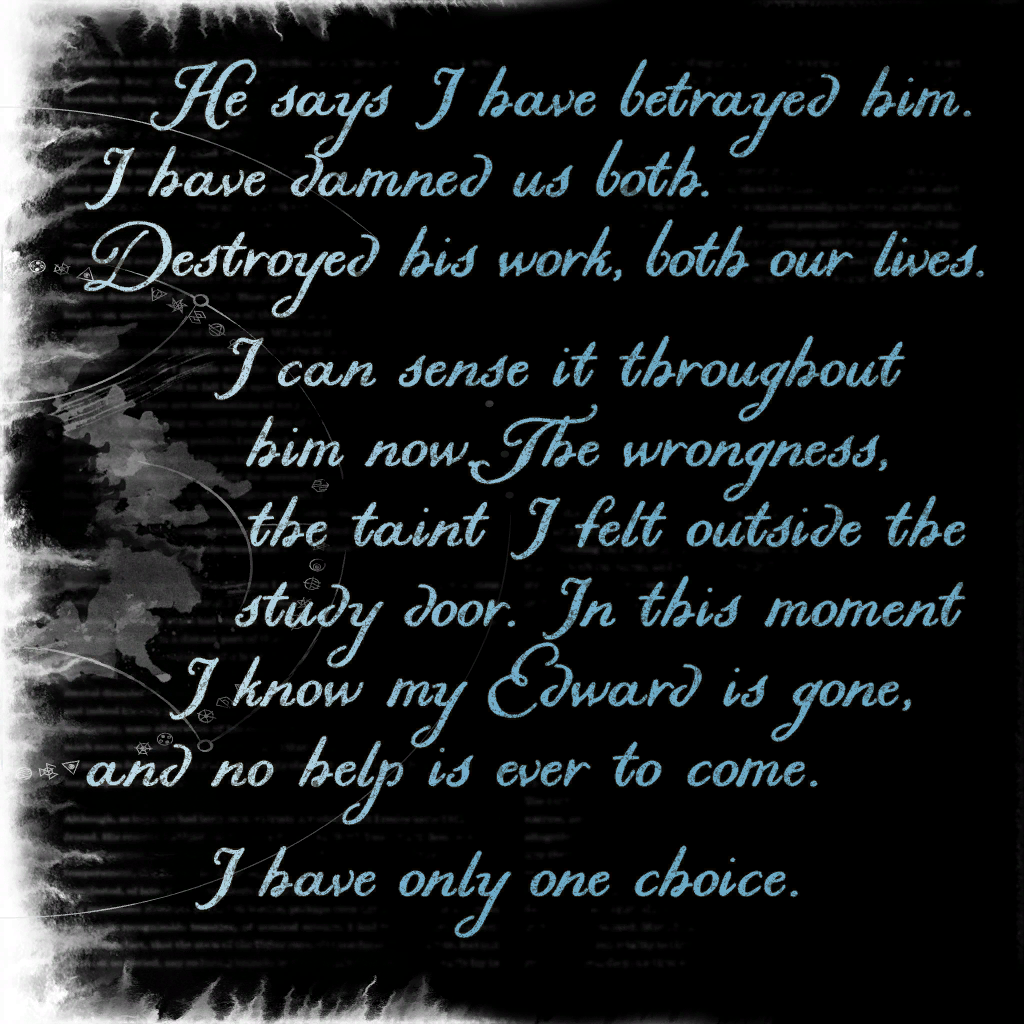 He says I have betrayed him.
I have damned us both.
Destroyed his work, both our lives.
I can sense it throughout
him now. The wrongness,
the taint I felt outside the
study door. In this moment
I know my Edward is gone,
and no help is ever to come.
I have only one choice.